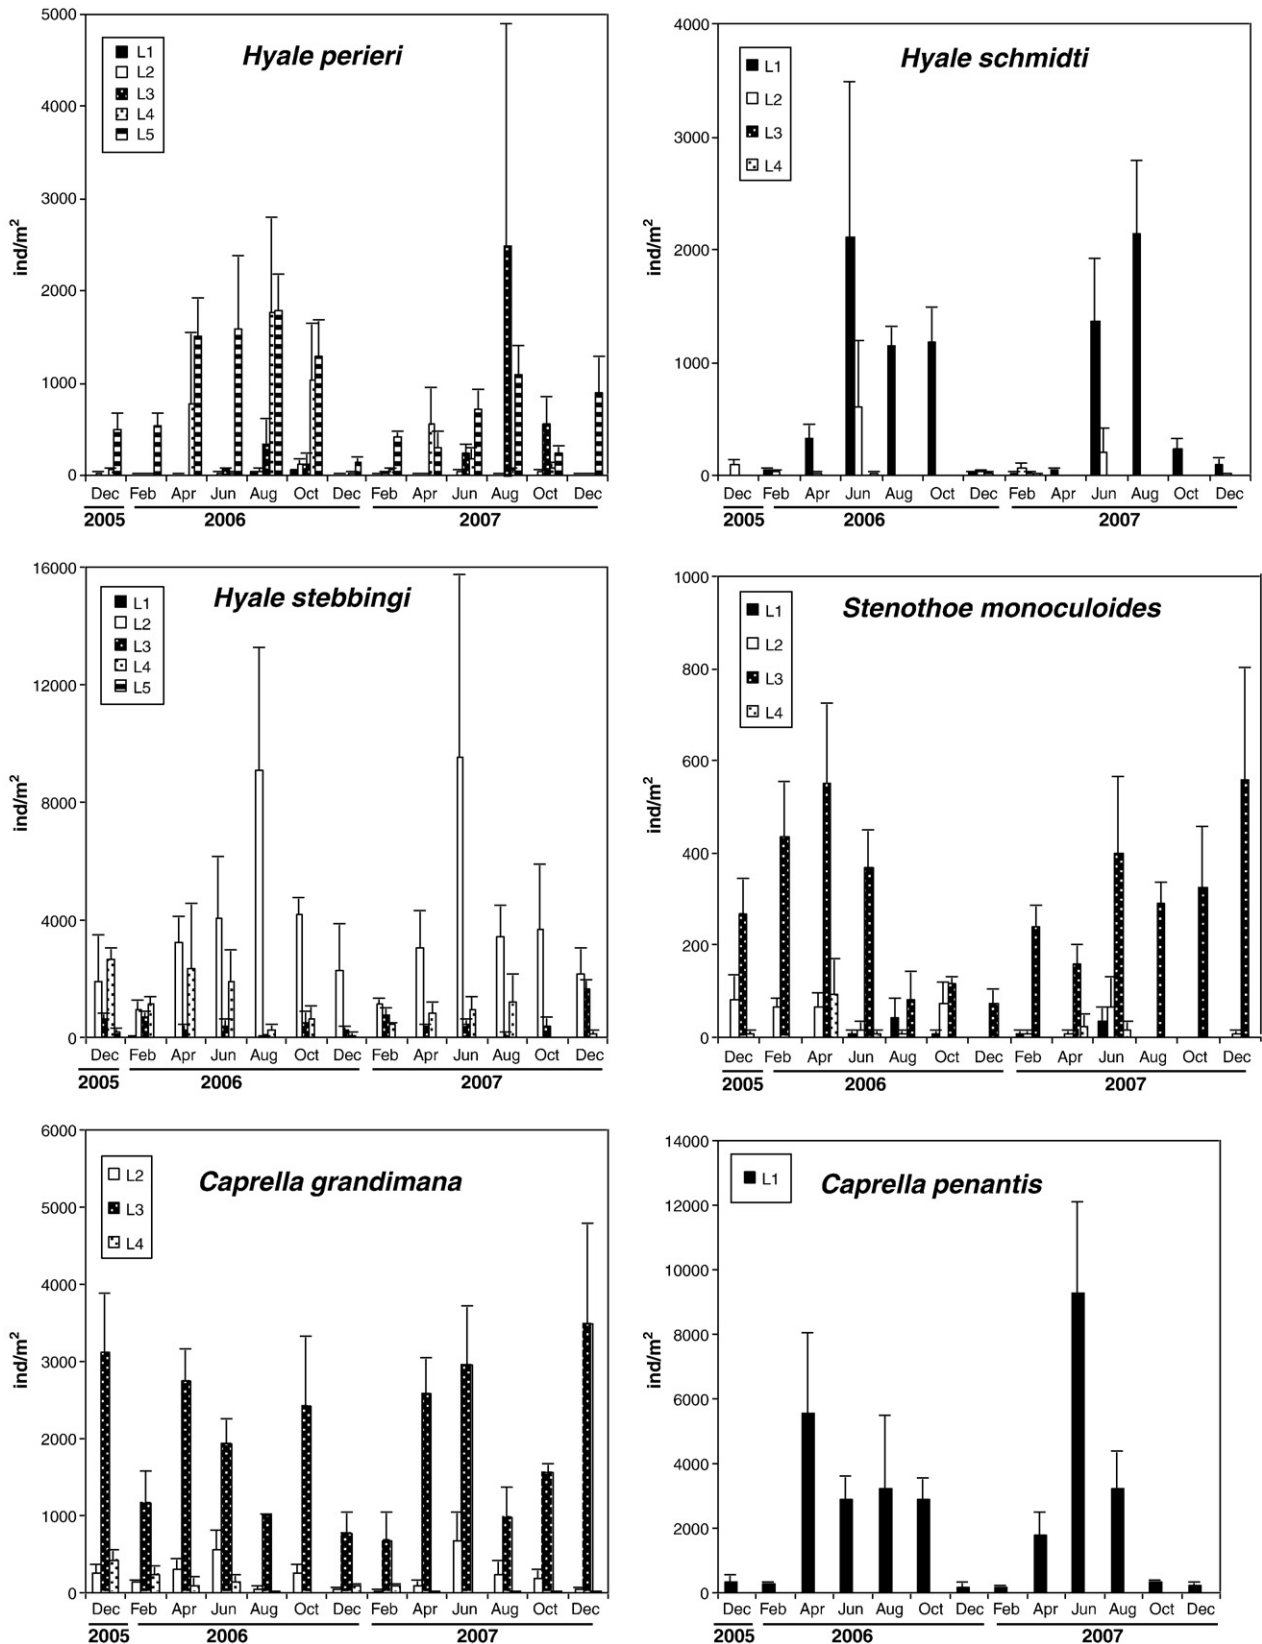 Hyale perieri
ind/m²
5000
4000
3000
2000
1000
0
L1
L2
L3
L4
L5
Dec Feb Apr Jun Aug Oct Dec Feb Apr Jun Aug Oct Dec
2005 2006 2007
Hyale schmidti
ind/m²
4000
3000
2000
1000
0
L1
L2
L3
L4
Dec Feb Apr Jun Aug Oct Dec Feb Apr Jun Aug Oct Dec
2005 2006 2007
Hyale stebbingi
ind/m²
16000
12000
8000
4000
0
L1
L2
L3
L4
L5
Dec Feb Apr Jun Aug Oct Dec Feb Apr Jun Aug Oct Dec
2005 2006 2007
Stenothoe monoculoides
ind/m²
1000
800
600
400
200
0
L1
L2
L3
L4
Dec Feb Apr Jun Aug Oct Dec Feb Apr Jun Aug Oct Dec
2005 2006 2007
Caprella grandimana
ind/m²
6000
5000
4000
3000
2000
1000
0
L2
L3
L4
Dec Feb Apr Jun Aug Oct Dec Feb Apr Jun Aug Oct Dec
2005 2006 2007
Caprella penantis
ind/m²
14000
12000
10000
8000
6000
4000
2000
0
L1
Dec Feb Apr Jun Aug Oct Dec Feb Apr Jun Aug Oct Dec
2005 2006 2007